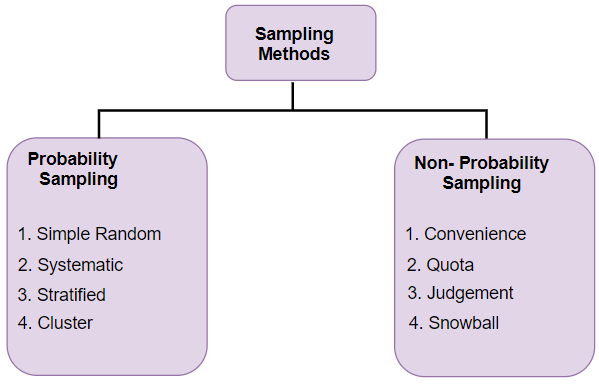 Sampling
Methods
Probability
Sampling
1. Simple Random
2. Systematic
3. Stratified
4. Cluster
Non- Probability
Sampling
1. Convenience
2. Quota
3. Judgement
4. Snowball